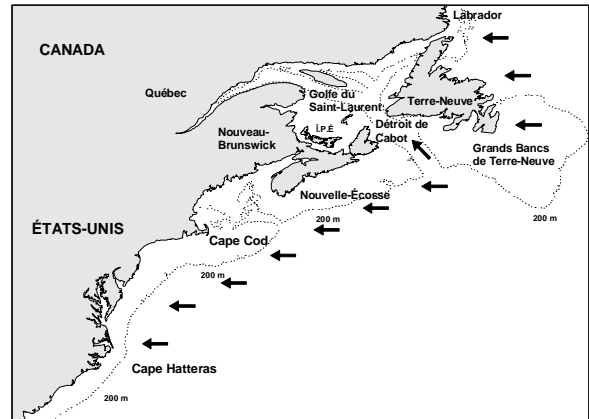 Labrador
CANADA
Québec
Golfe du
Saint-Laurent
Terre-Neuve
Î.P.É
Détroit de
Cabot
Nouveau-
Brunswick
Grands Bancs
de Terre-Neuve
Nouvelle-Écosse
200 m
200 m
ÉTATS-UNIS
Cape Cod
200 m
Cape Hatteras
200 m